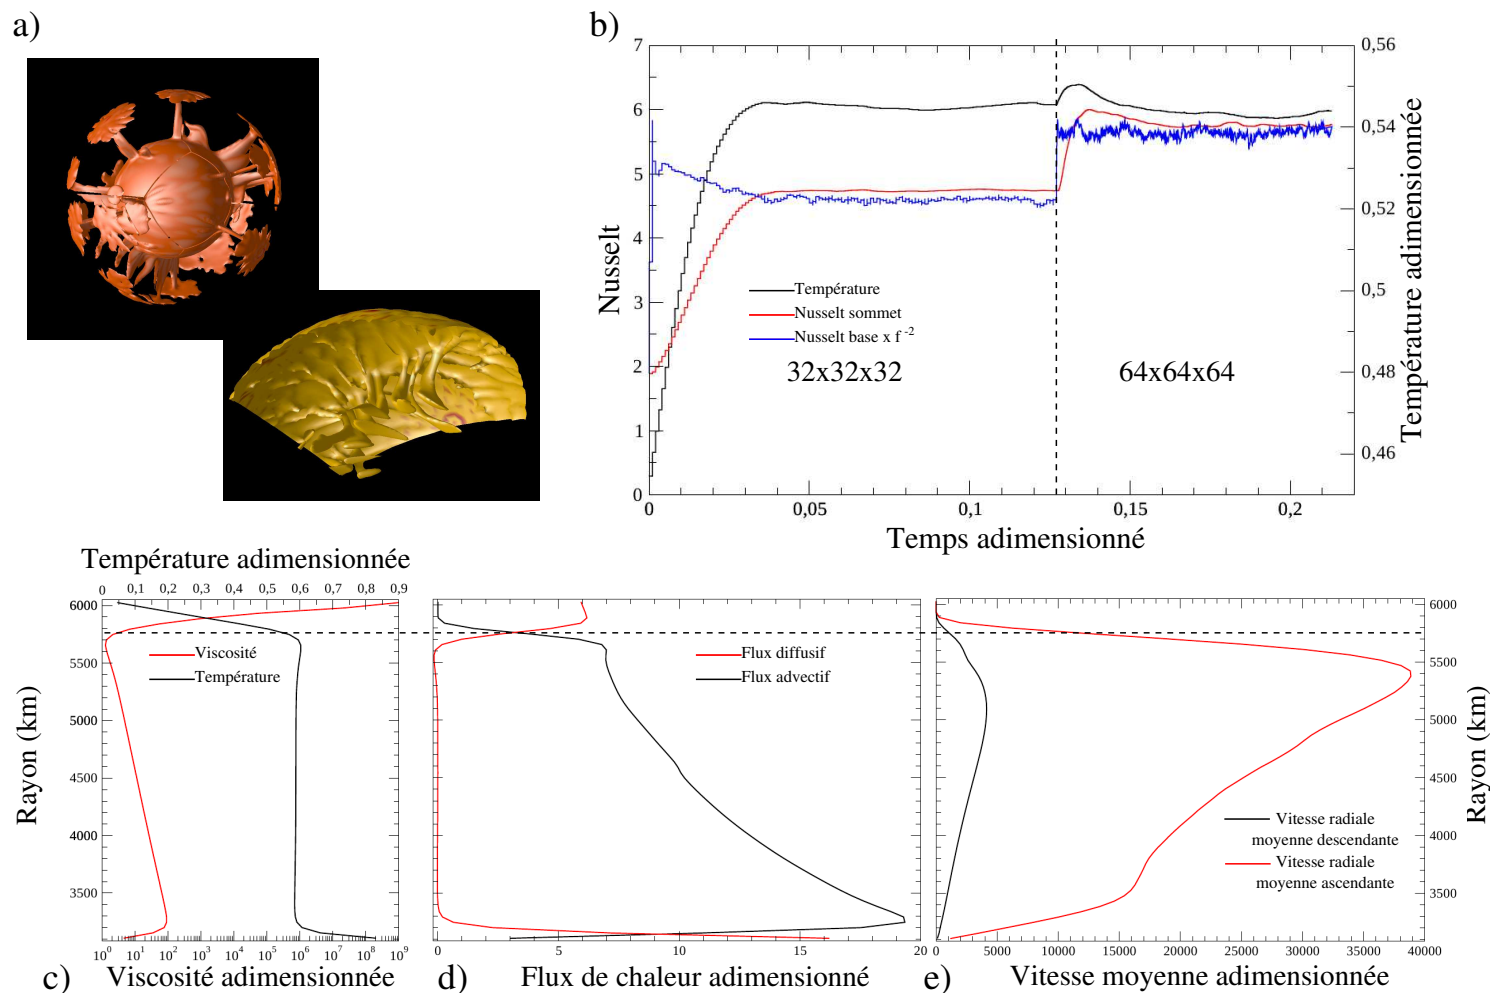 a)
b)
7
6
5
4
3
2
1
0
Nusselt
0,56
0,54
0,52
0,5
0,48
0,46
Température adimensionnée
Température
Nusselt sommet
Nusselt base x f -2
32x32x32
64x64x64
0
0,05
0,1
0,15
0,2
Temps adimensionné
Température adimensionnée
0 0,1 0,2 0,3 0,4 0,5 0,6 0,7 0,8 0,9
6000
5500
5000
4500
4000
3500
Rayon (km)
Viscosité
Température
10^0 10^1 10^2 10^3 10^4 10^5 10^6 10^7 10^8 10^9
c) Viscosité adimensionnée
Flux diffusif
Flux advectif
0 5 10 15 20
d) Flux de chaleur adimensionné
6000
5500
5000
4500
4000
3500
Rayon (km)
Vitesse radiale
moyenne descendante
Vitesse radiale
moyenne ascendante
0 5000 10000 15000 20000 25000 30000 35000 40000
e) Vitesse moyenne adimensionnée